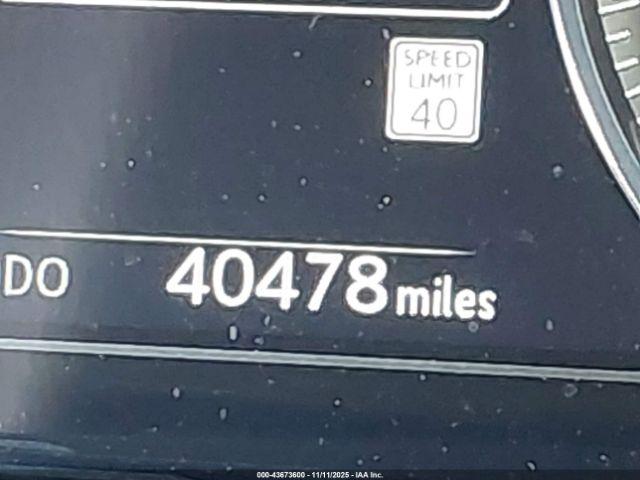 SPEED
LIMIT
40
DO 40478 miles
000-43673600 - 11/11/2025 - IAA Inc.